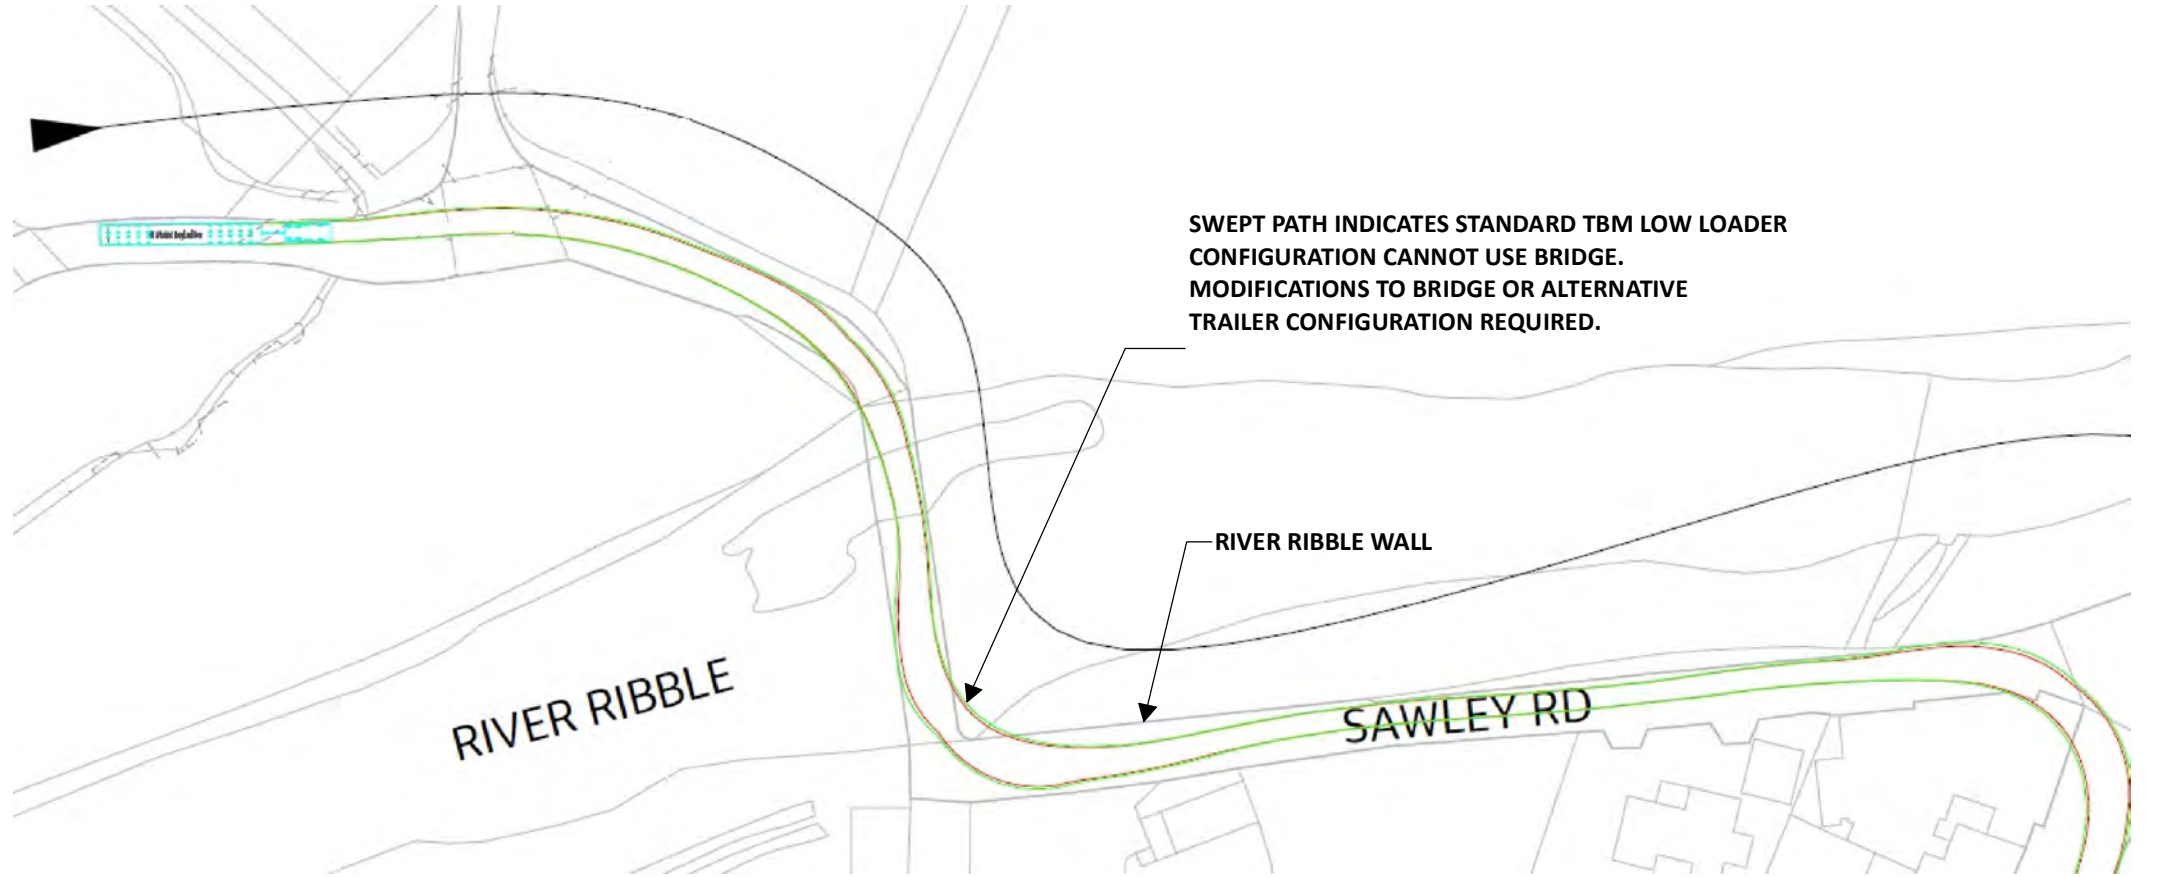 SWEPT PATH INDICATES STANDARD TBM LOW LOADER
CONFIGURATION CANNOT USE BRIDGE.
MODIFICATIONS TO BRIDGE OR ALTERNATIVE
TRAILER CONFIGURATION REQUIRED.
RIVER RIBBLE WALL
RIVER RIBBLE
SAWLEY RD